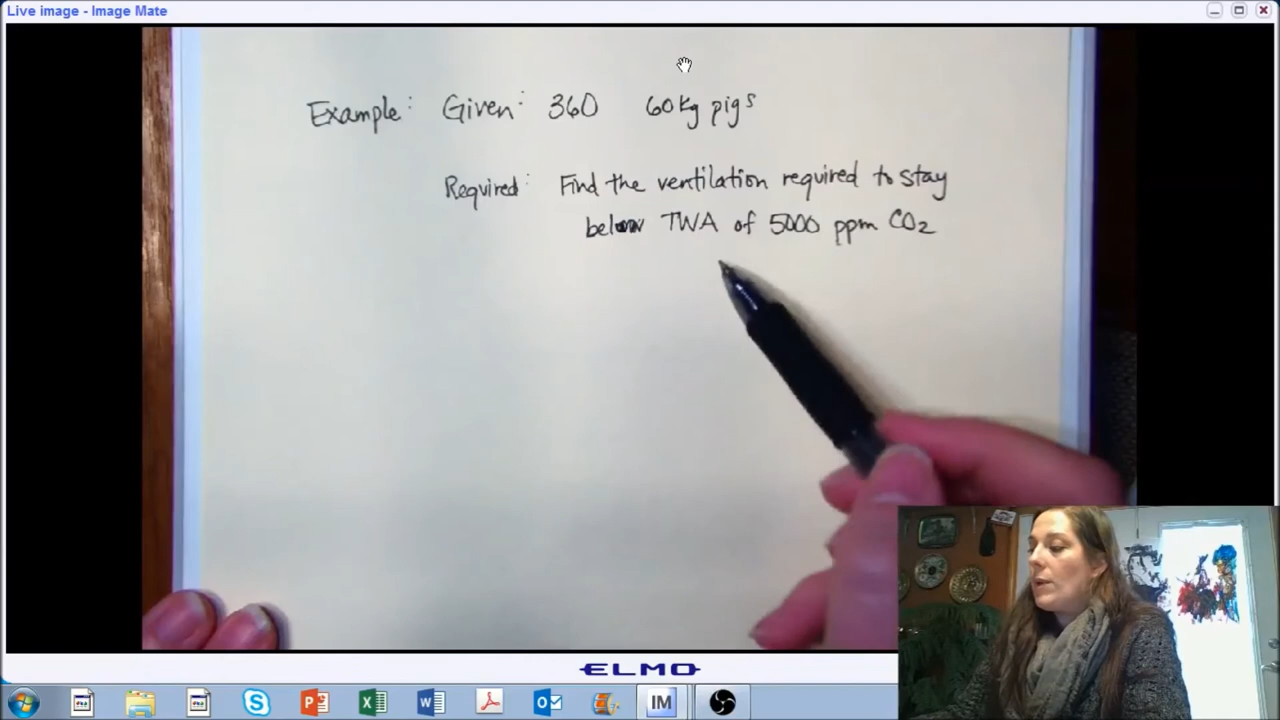 Live image - Image Mate
Example: Given: 360 60kg pigs
Required: Find the ventilation required to stay
below TWA of 5000 ppm CO2
ELMO
IM